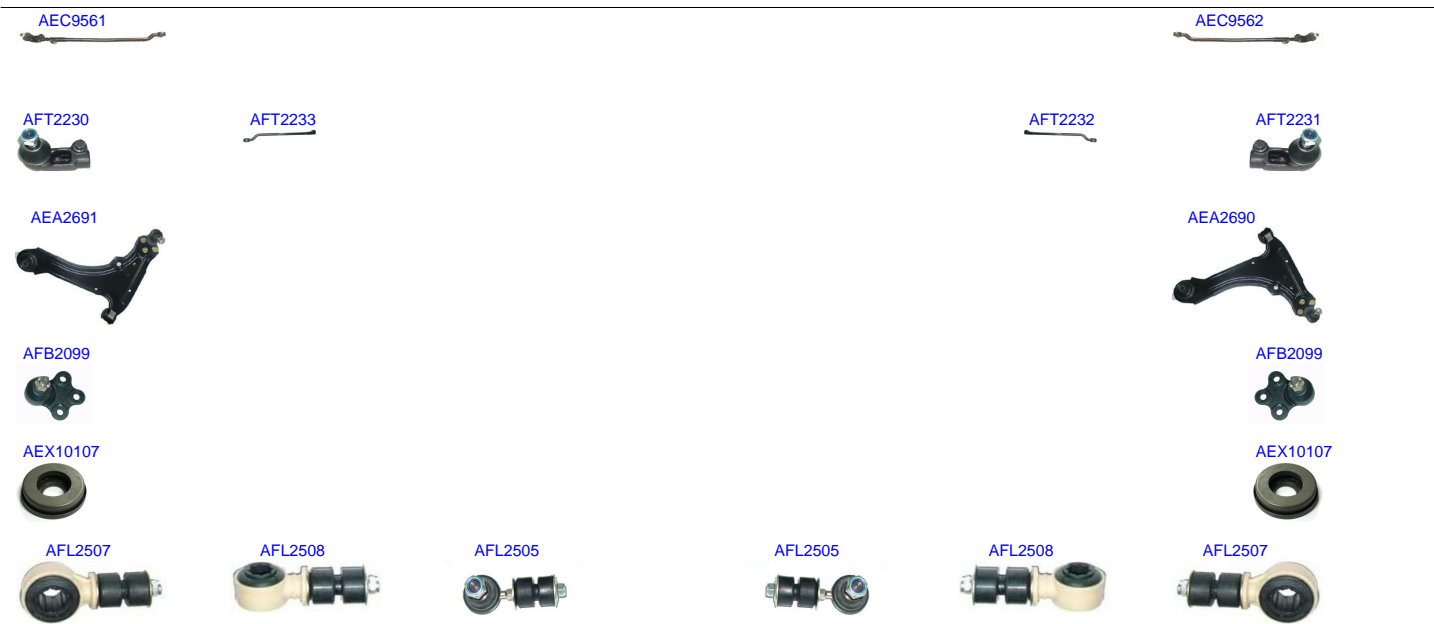 AEC9561 AEC9562
AFT2230 AFT2233 AFT2232 AFT2231
AEA2691 AEA2690
AFB2099 AFB2099
AEX10107 AEX10107
AFL2507 AFL2508 AFL2505 AFL2505 AFL2508 AFL2507